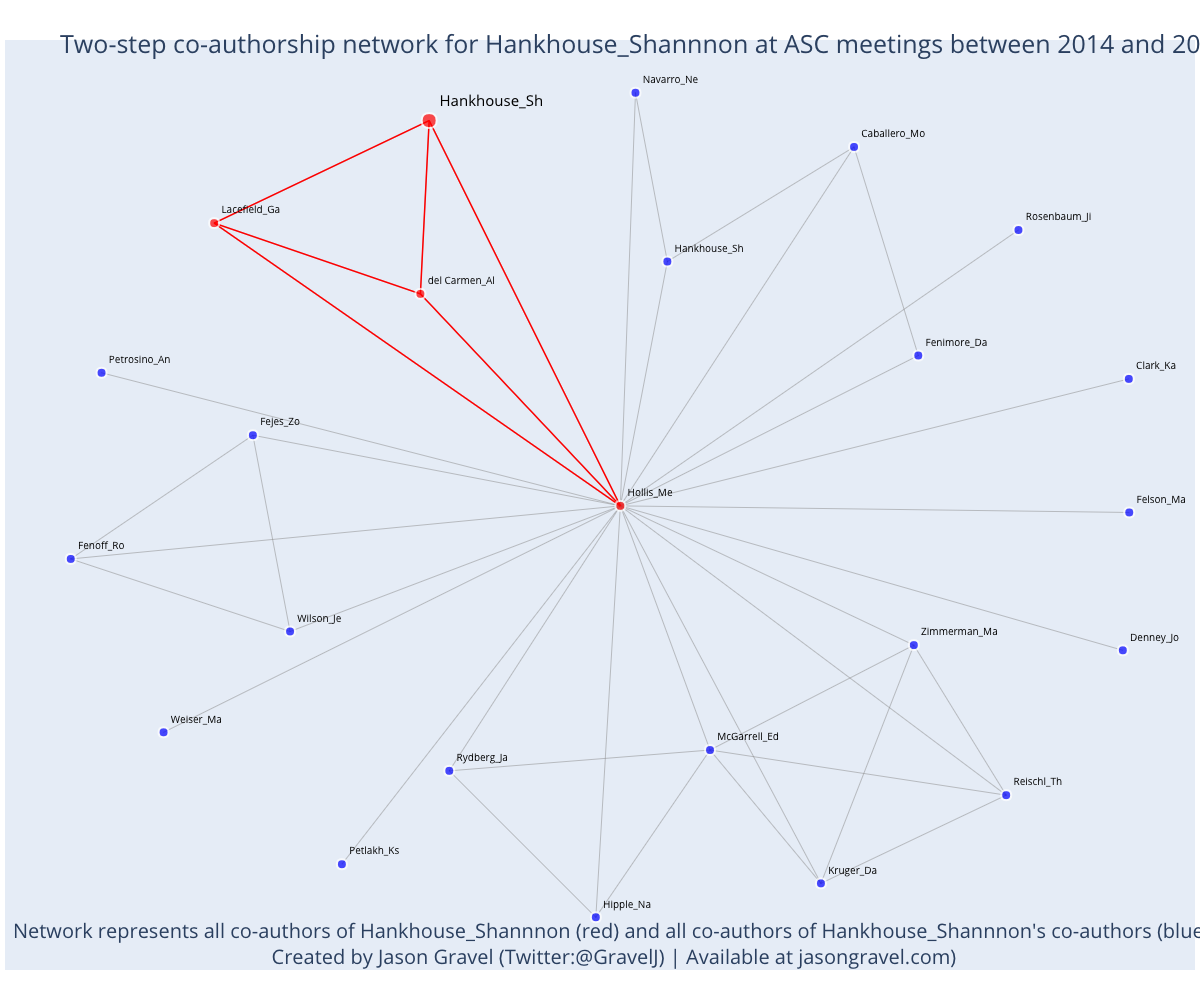 Two-step co-authorship network for Hankhouse_Shannnon at ASC meetings between 2014 and 20
Navarro_Ne
Hankhouse_Sh
Caballero_Mo
Lacefield_Ga
Rosenbaum_Ji
Hankhouse_Sh
del Carmen_Al
Fenimore_Da
Petrosino_An
Clark_Ka
Fejes_Zo
Hollis_Me
Felson_Ma
Fenoff_Ro
Wilson_Je
Zimmerman_Ma
Denney_Jo
Weiser_Ma
McGarrell_Ed
Rydberg_Ja
Reischl_Th
Petlakh_Ks
Kruger_Da
Hipple_Na
Network represents all co-authors of Hankhouse_Shannnon (red) and all co-authors of Hankhouse_Shannnon's co-authors (blue
Created by Jason Gravel (Twitter:@GravelJ) | Available at jasongravel.com)